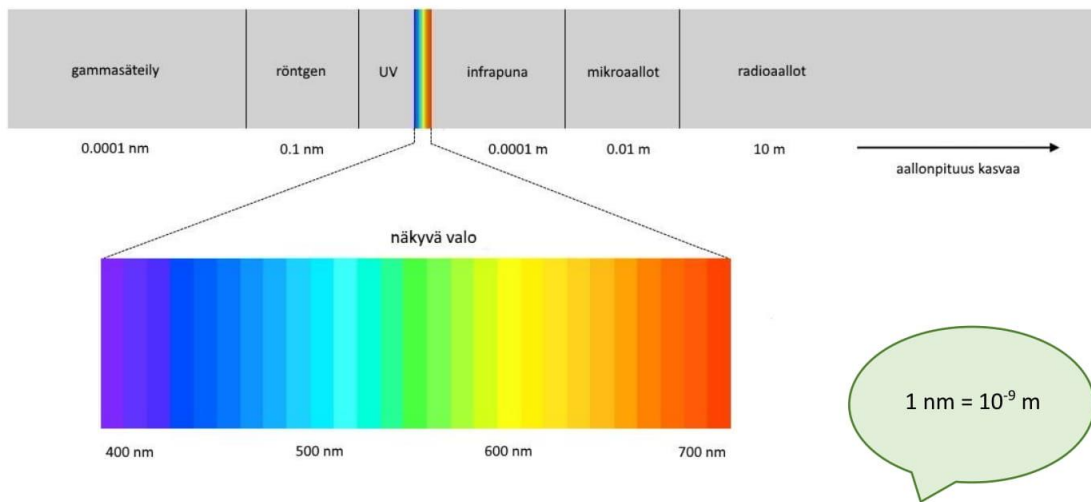 gammasäteily röntgen UV infrapuna mikroaallot radioaallot
0.0001 nm 0.1 nm 0.0001 m 0.01 m 10 m
aallonpituus kasvaa
näkyvä valo
400 nm 500 nm 600 nm 700 nm
1 nm = 10⁻⁹ m